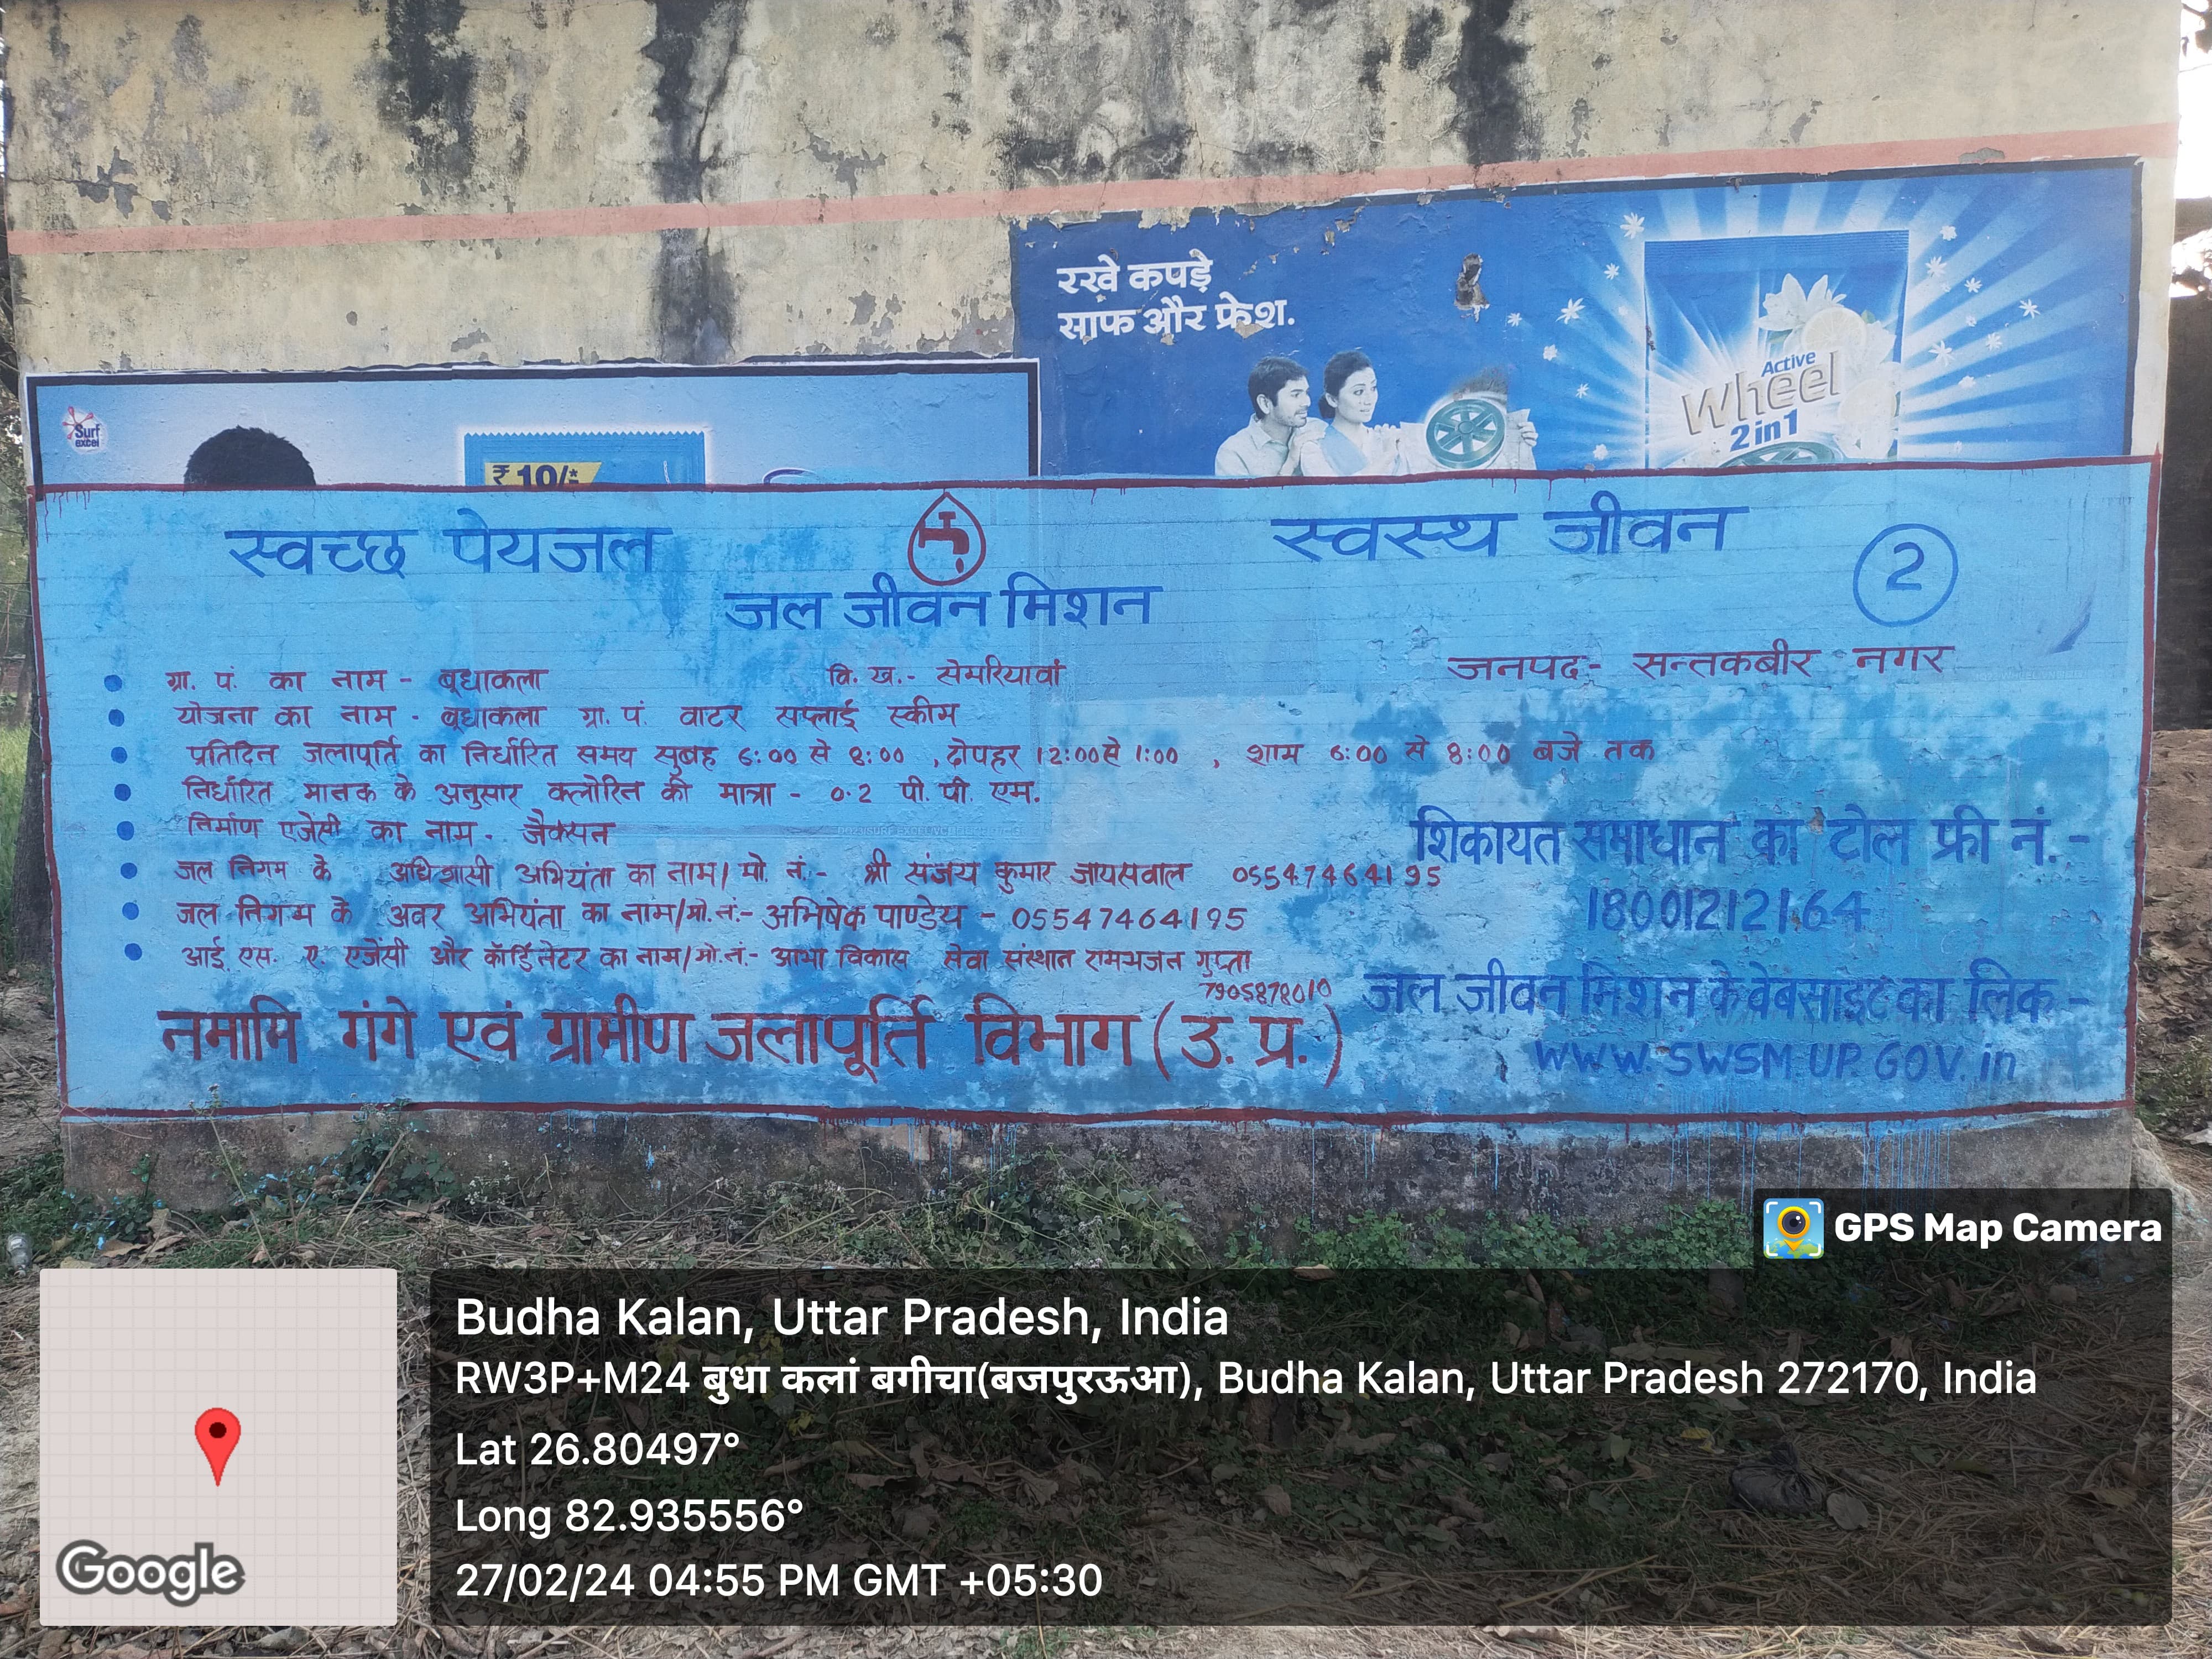 रखे कपड़े
साफ और फ्रेश.
Active
Wheel
2in1
Surf
excel
₹ 10/-*
स्वच्छ पेयजल
स्वस्थ जीवन
2
जल जीवन मिशन
ग्रा. पं. का नाम - बूधाकला वि. ख.- सेमरियावां जनपद- सन्तकबीर नगर
योजना का नाम - बूधाकला ग्रा. पं. वाटर सप्लाई स्कीम
प्रतिदिन जलापूर्ति का निर्धारित समय सुबह 6:00 से 8:00 , दोपहर 12:00 से 1:00 , शाम 6:00 से 8:00 बजे तक
निर्धारित मानक के अनुसार क्लोरिन की मात्रा - 0.2 पी. पी. एम.
निर्माण एजेंसी का नाम - जैक्सन
जल निगम के अधिशासी अभियंता का नाम/ मो. नं.- श्री संजय कुमार जायसवाल 05547464195
जल निगम के अवर अभियंता का नाम/मो.नं:- अभिषेक पाण्डेय - 05547464195
आई. एस. ए. एजेंसी और कॉर्डिनेटर का नाम/मो.नं.- आभा विकास सेवा संस्थान रामभजन गुप्ता
7905878010
शिकायत समाधान का टोल फ्री नं.-
18001212164
जल जीवन मिशन के वेबसाइट का लिंक -
WWW.SWSM.UP.GOV.in
नमामि गंगे एवं ग्रामीण जलापूर्ति विभाग (उ. प्र.)
GPS Map Camera
Budha Kalan, Uttar Pradesh, India
RW3P+M24 बुधा कलां बगीचा(बजपुरऊआ), Budha Kalan, Uttar Pradesh 272170, India
Lat 26.80497°
Long 82.935556°
27/02/24 04:55 PM GMT +05:30
Google